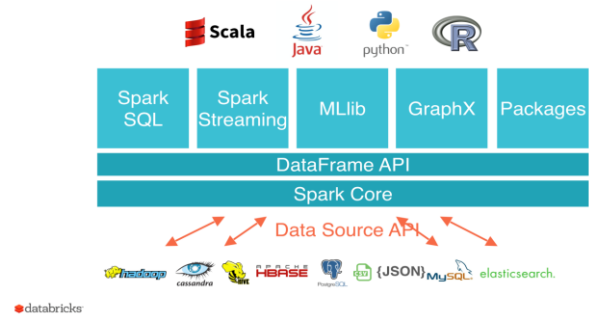 Scala
Java
python
R
Spark
SQL
Spark
Streaming
MLlib
GraphX
Packages
DataFrame API
Spark Core
Data Source API
hadoop
cassandra
HIVE
APACHE
HBASE
PostgreSQL
CSV
{JSON}
MySQL
elasticsearch.
databricks